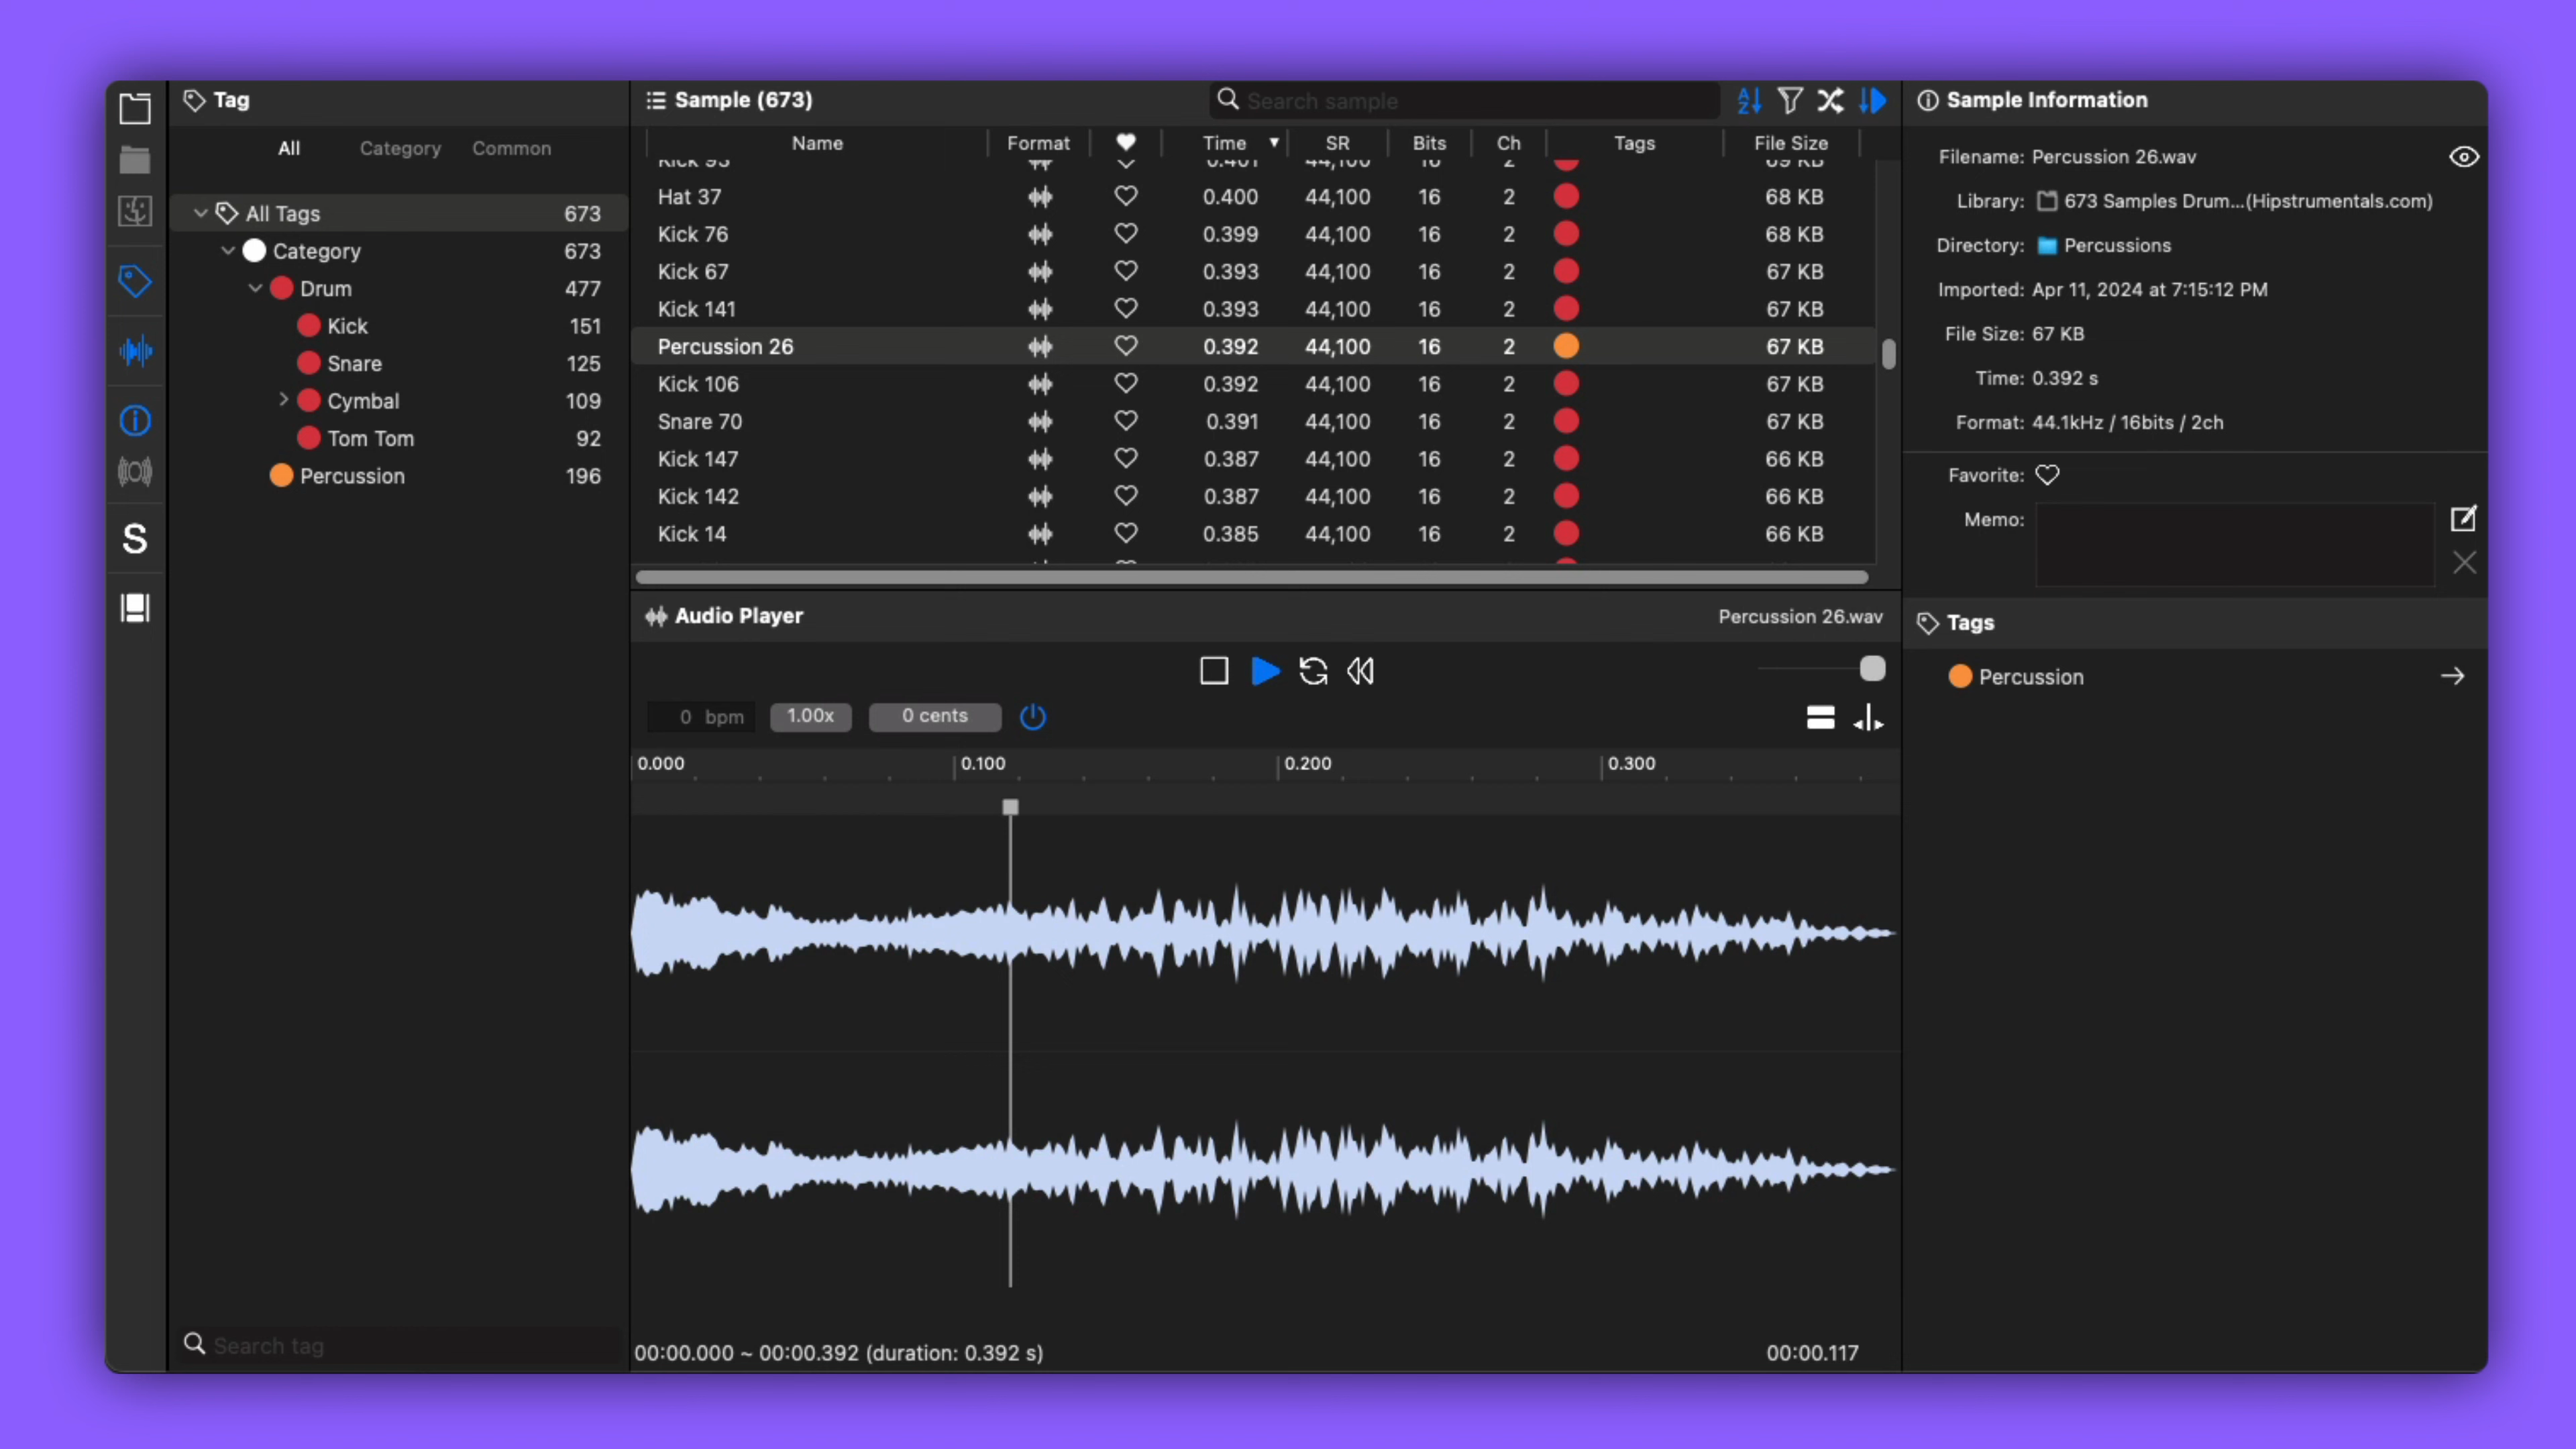 Tag
All Category Common
All Tags 673
Category 673
Drum 477
Kick 151
Snare 125
Cymbal 109
Tom Tom 92
Percussion 196
Search tag
S
Sample (673)
Search sample
Name Format Time ▼ SR Bits Ch Tags File Size
Kick 93 0.401 44,100 16 2 69 KB
Hat 37 0.400 44,100 16 2 68 KB
Kick 76 0.399 44,100 16 2 68 KB
Kick 67 0.393 44,100 16 2 67 KB
Kick 141 0.393 44,100 16 2 67 KB
Percussion 26 0.392 44,100 16 2 67 KB
Kick 106 0.392 44,100 16 2 67 KB
Snare 70 0.391 44,100 16 2 67 KB
Kick 147 0.387 44,100 16 2 66 KB
Kick 142 0.387 44,100 16 2 66 KB
Kick 14 0.385 44,100 16 2 66 KB
Audio Player Percussion 26.wav
0 bpm 1.00x 0 cents
0.000 0.100 0.200 0.300
00:00.000 ~ 00:00.392 (duration: 0.392 s) 00:00.117
Sample Information
Filename: Percussion 26.wav
Library: 673 Samples Drum...(Hipstrumentals.com)
Directory: Percussions
Imported: Apr 11, 2024 at 7:15:12 PM
File Size: 67 KB
Time: 0.392 s
Format: 44.1kHz / 16bits / 2ch
Favorite:
Memo:
Tags
Percussion